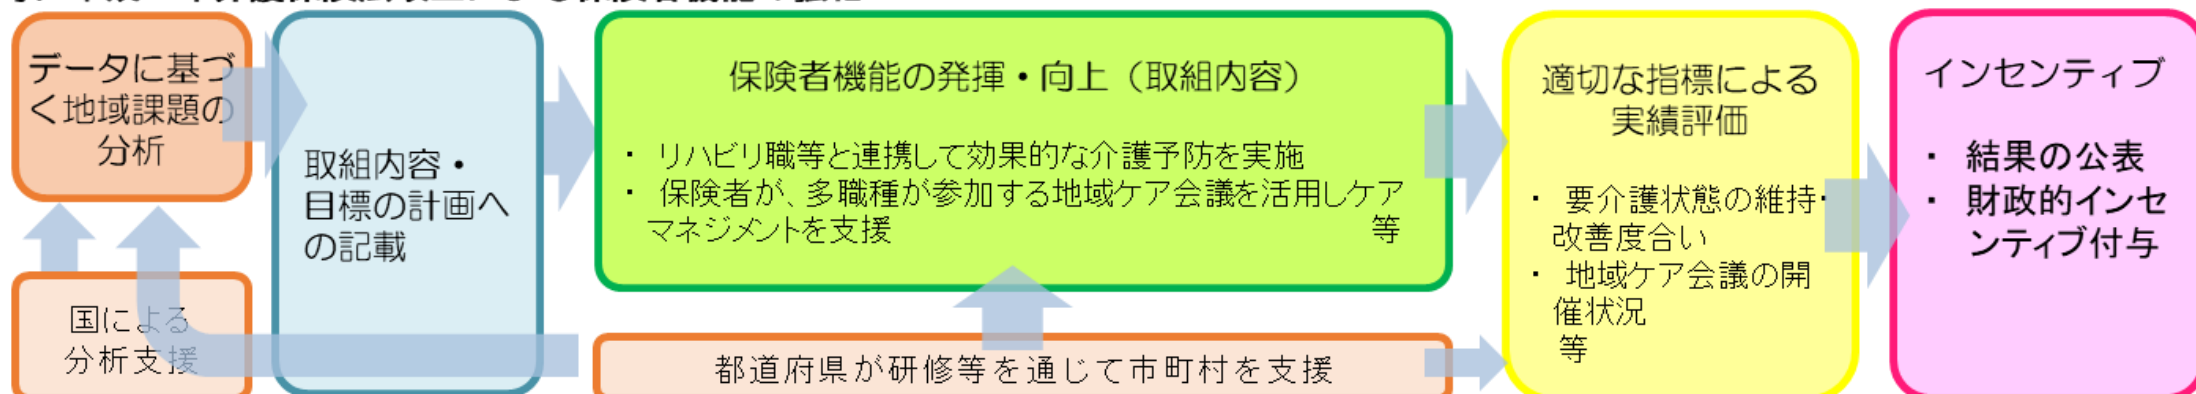 データに基づ
く地域課題の
分析
国による
分析支援
取組内容・
目標の計画へ
の記載
保険者機能の発揮・向上（取組内容）
・ リハビリ職等と連携して効果的な介護予防を実施
・ 保険者が、多職種が参加する地域ケア会議を活用しケア
マネジメントを支援 等
都道府県が研修等を通じて市町村を支援
適切な指標による
実績評価
・ 要介護状態の維持・
改善度合い
・ 地域ケア会議の開
催状況
等
インセンティブ
・ 結果の公表
・ 財政的インセ
ンティブ付与